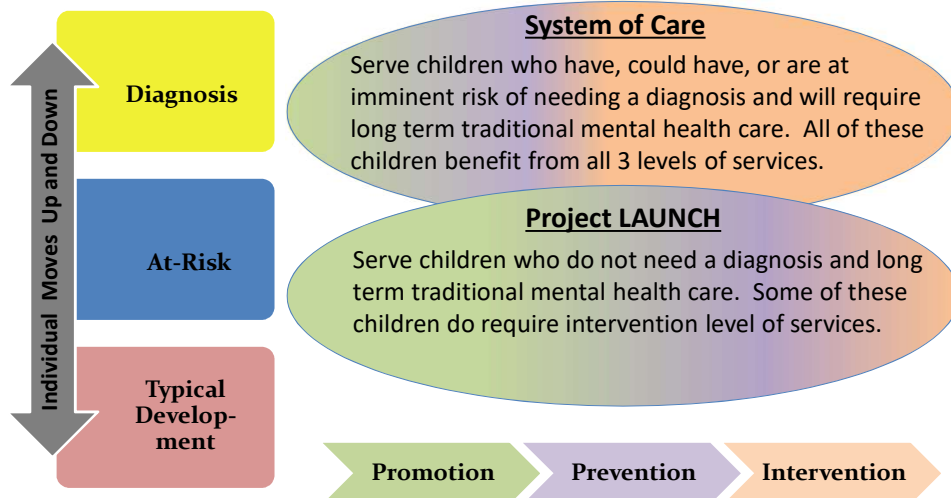 Individual Moves Up and Down
Diagnosis
At-Risk
Typical
Develop-
ment
System of Care
Serve children who have, could have, or are at
imminent risk of needing a diagnosis and will require
long term traditional mental health care. All of these
children benefit from all 3 levels of services.
Project LAUNCH
Serve children who do not need a diagnosis and long
term traditional mental health care. Some of these
children do require intervention level of services.
Promotion
Prevention
Intervention